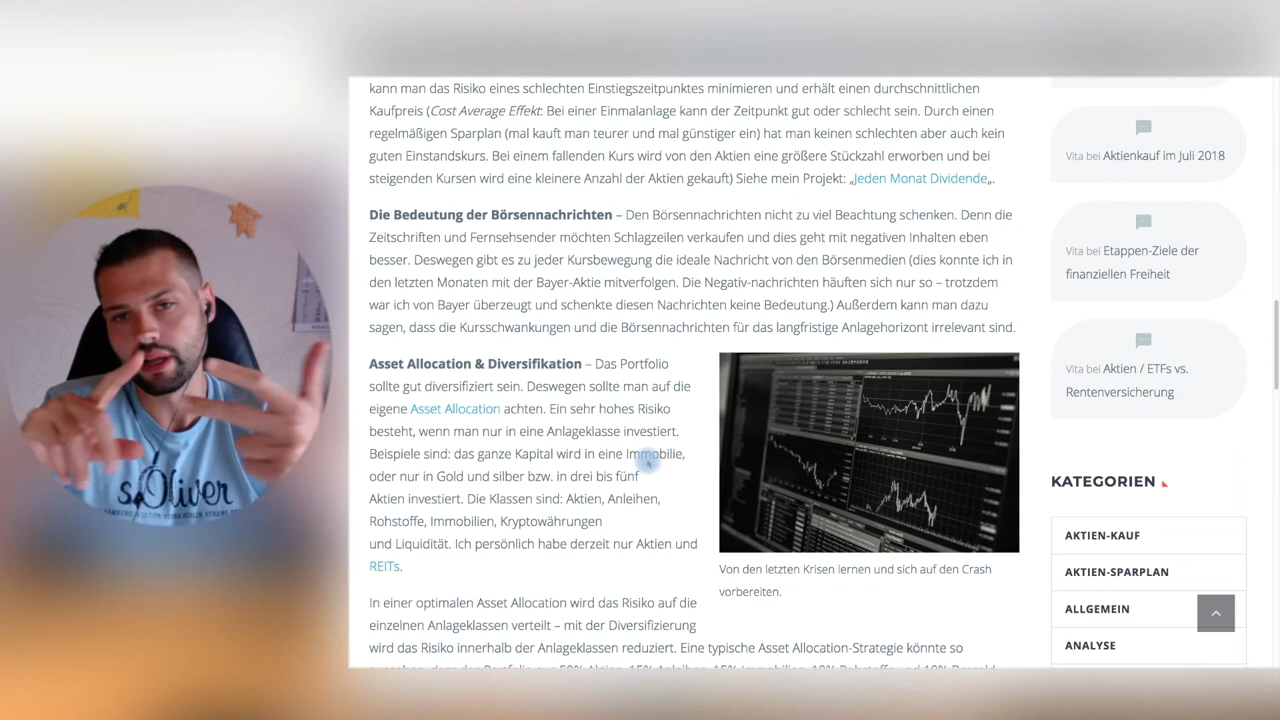 kann man das Risiko eines schlechten Einstiegszeitpunktes minimieren und erhält einen durchschnittlichen
Kaufpreis (Cost Average Effekt: Bei einer Einmalanlage kann der Zeitpunkt gut oder schlecht sein. Durch einen
regelmäßigen Sparplan (mal kauft man teurer und mal günstiger ein) hat man keinen schlechten aber auch kein
guten Einstandskurs. Bei einem fallenden Kurs wird von den Aktien eine größere Stückzahl erworben und bei
steigenden Kursen wird eine kleinere Anzahl der Aktien gekauft) Siehe mein Projekt: „Jeden Monat Dividende„.
Die Bedeutung der Börsennachrichten – Den Börsennachrichten nicht zu viel Beachtung schenken. Denn die
Zeitschriften und Fernsehsender möchten Schlagzeilen verkaufen und dies geht mit negativen Inhalten eben
besser. Deswegen gibt es zu jeder Kursbewegung die ideale Nachricht von den Börsenmedien (dies konnte ich in
den letzten Monaten mit der Bayer-Aktie mitverfolgen. Die Negativ-nachrichten häuften sich nur so – trotzdem
war ich von Bayer überzeugt und schenkte diesen Nachrichten keine Bedeutung.) Außerdem kann man dazu
sagen, dass die Kursschwankungen und die Börsennachrichten für das langfristige Anlagehorizont irrelevant sind.
Asset Allocation & Diversifikation – Das Portfolio
sollte gut diversifiziert sein. Deswegen sollte man auf die
eigene Asset Allocation achten. Ein sehr hohes Risiko
besteht, wenn man nur in eine Anlageklasse investiert.
Beispiele sind: das ganze Kapital wird in eine Immobilie,
oder nur in Gold und silber bzw. in drei bis fünf
Aktien investiert. Die Klassen sind: Aktien, Anleihen,
Rohstoffe, Immobilien, Kryptowährungen
und Liquidität. Ich persönlich habe derzeit nur Aktien und
REITs.
Von den letzten Krisen lernen und sich auf den Crash
vorbereiten.
In einer optimalen Asset Allocation wird das Risiko auf die
einzelnen Anlageklassen verteilt – mit der Diversifizierung
wird das Risiko innerhalb der Anlageklassen reduziert. Eine typische Asset Allocation-Strategie könnte so
Vita bei Aktienkauf im Juli 2018
Vita bei Etappen-Ziele der
finanziellen Freiheit
Vita bei Aktien / ETFs vs.
Rentenversicherung
KATEGORIEN
AKTIEN-KAUF
AKTIEN-SPARPLAN
ALLGEMEIN
ANALYSE
s.Oliver